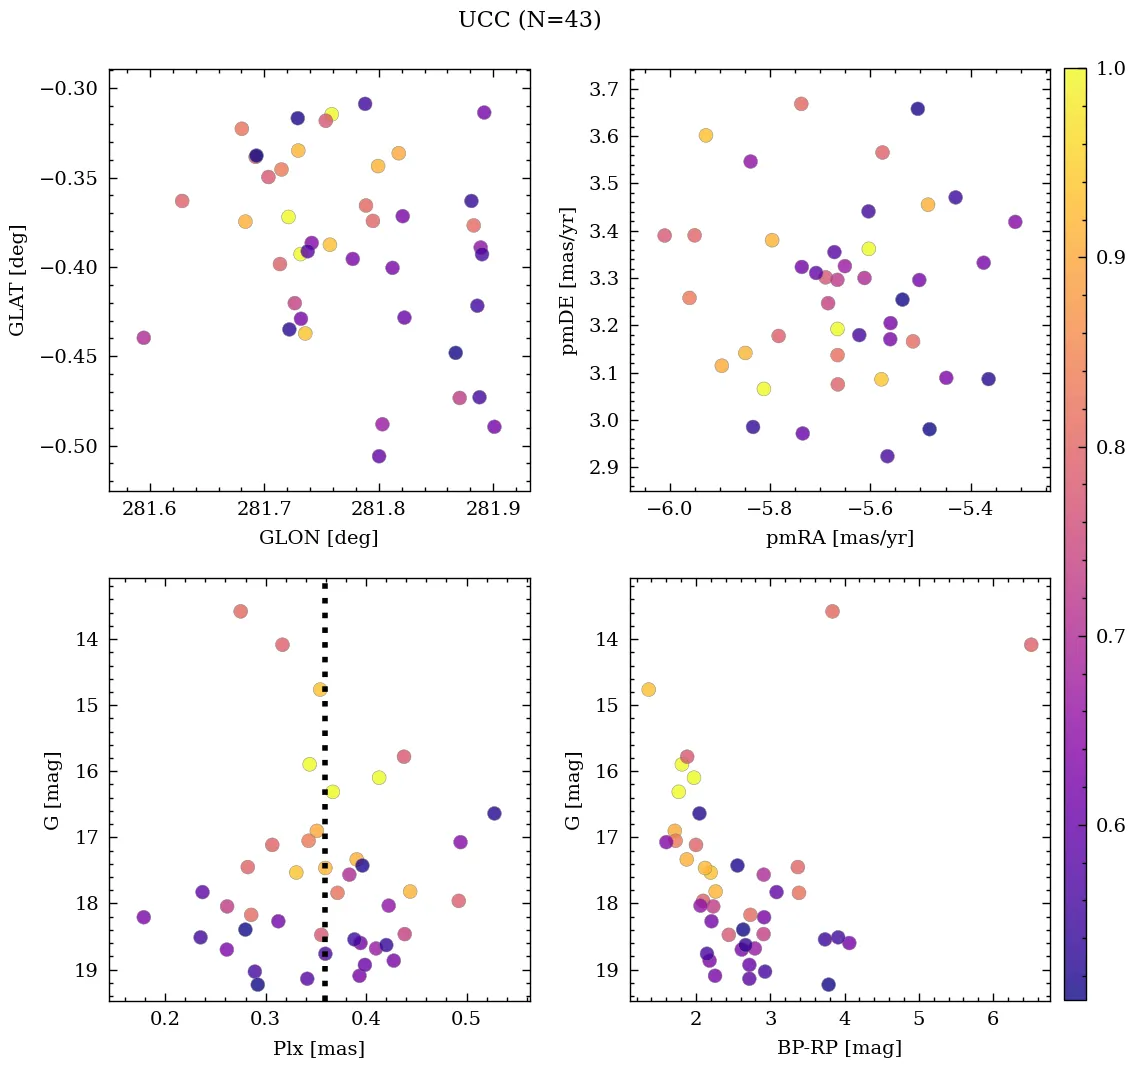 UCC (N=43)
−0.30
−0.35
−0.40
−0.45
−0.50
GLAT [deg]
281.6 281.7 281.8 281.9
GLON [deg]
3.7
3.6
3.5
3.4
3.3
3.2
3.1
3.0
2.9
pmDE [mas/yr]
−6.0 −5.8 −5.6 −5.4
pmRA [mas/yr]
14
15
16
17
18
19
G [mag]
0.2 0.3 0.4 0.5
Plx [mas]
14
15
16
17
18
19
G [mag]
2 3 4 5 6
BP-RP [mag]
1.0
0.9
0.8
0.7
0.6